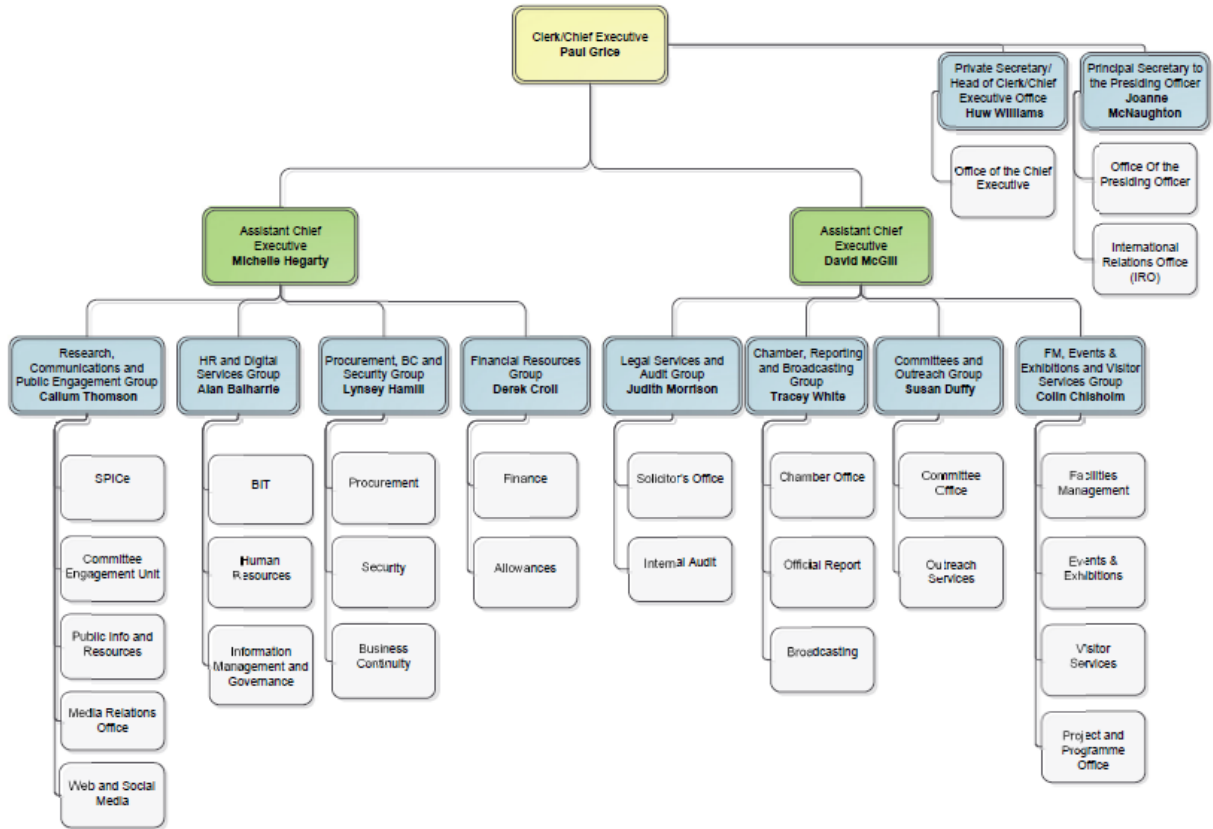 Clerk/Chief Executive
Paul Grice
Private Secretary/
Head of Clerk/Chief
Executive Office
Huw Williams
Principal Secretary to
the Presiding Officer
Joanne
McNaughton
Office of the Chief
Executive
Office Of the
Presiding Officer
International
Relations Office
(IRO)
Assistant Chief
Executive
Michelle Hegarty
Assistant Chief
Executive
David McGill
Research,
Communications and
Public Engagement Group
Callum Thomson
HR and Digital
Services Group
Alan Balharrie
Procurement, BC and
Security Group
Lynsey Hamill
Financial Resources
Group
Derek Croll
Legal Services and
Audit Group
Judith Morrison
Chamber, Reporting
and Broadcasting
Group
Tracey White
Committees and
Outreach Group
Susan Duffy
FM, Events &
Exhibitions and Visitor
Services Group
Colin Chisholm
SPICe
Committee
Engagement Unit
Public Info and
Resources
Media Relations
Office
Web and Social
Media
BIT
Human
Resources
Information
Management and
Governance
Procurement
Security
Business
Continuity
Finance
Allowances
Solicitor's Office
Internal Audit
Chamber Office
Official Report
Broadcasting
Committee
Office
Outreach
Services
Facilities
Management
Events &
Exhibitions
Visitor
Services
Project and
Programme
Office